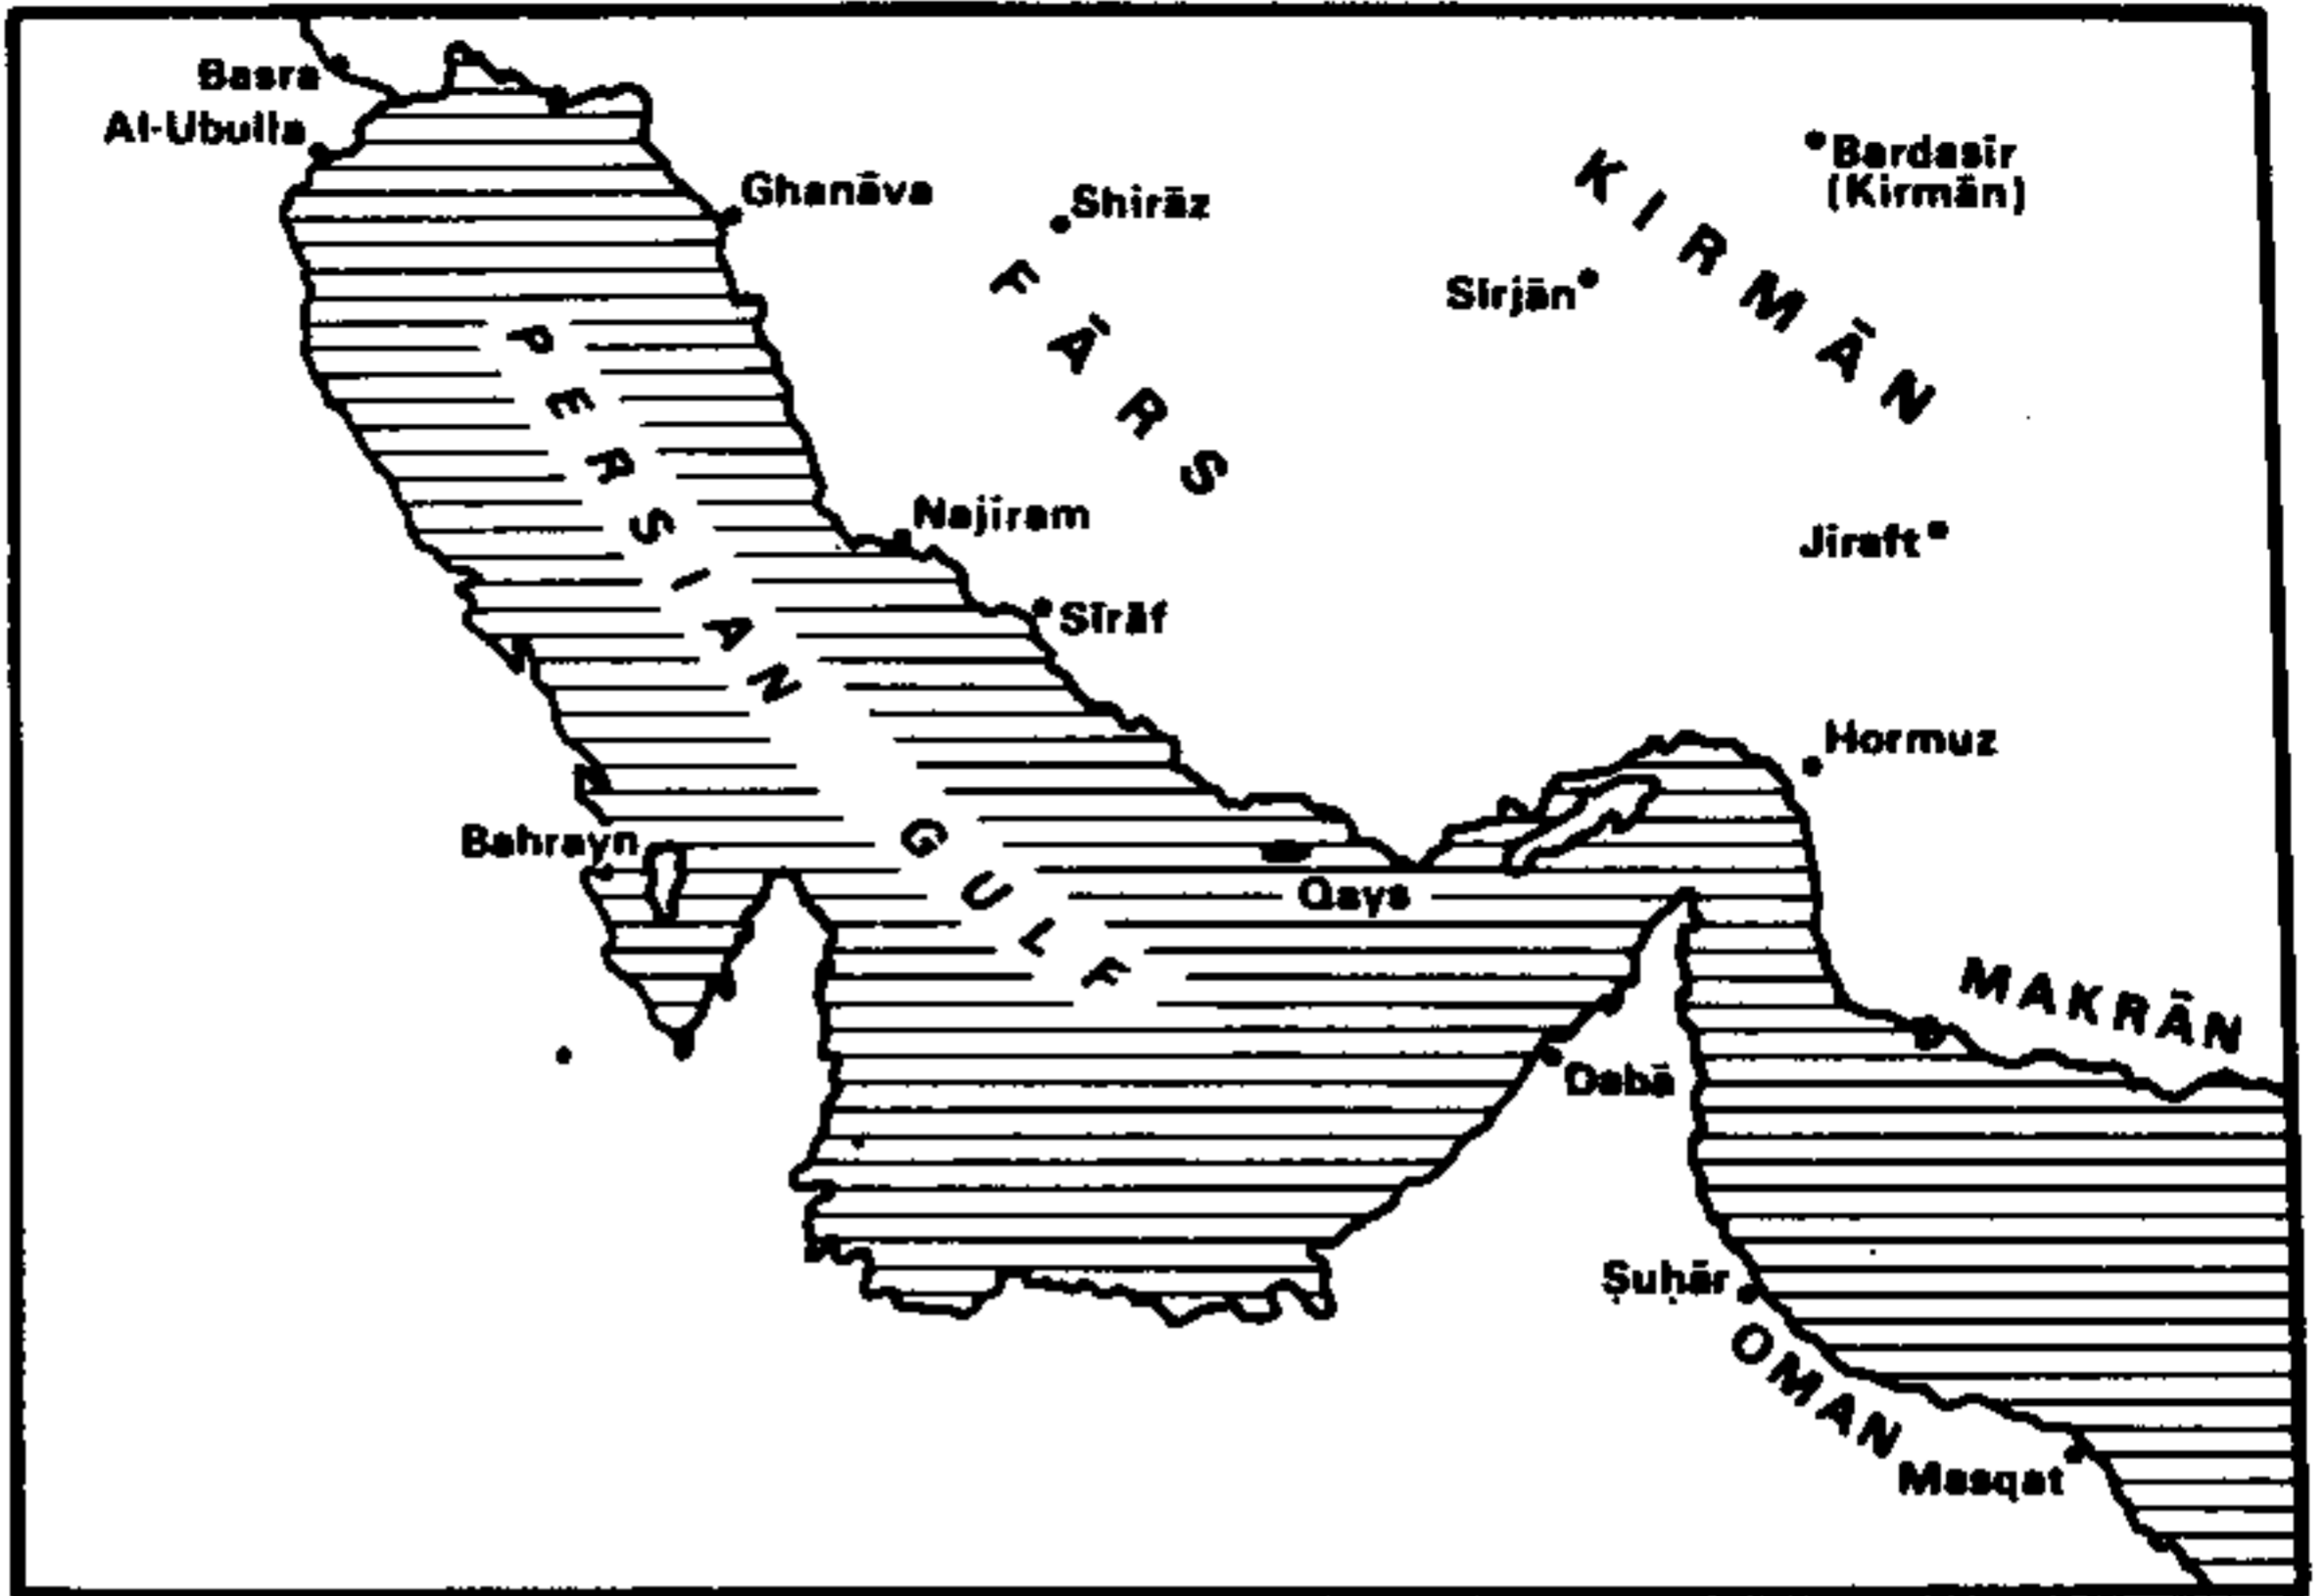 Basra
Al-Ubulla
Ghanāva
Shirāz
Bardasir
(Kirmān)
KIRMĀN
Sīrjān
FĀRS
PERSIAN GULF
Najiram
Jiraft
Sīrāf
Hormuz
Bahrayn
Qays
MAKRĀN
Dabā
Ṣuḥār
OMAN
Masqat